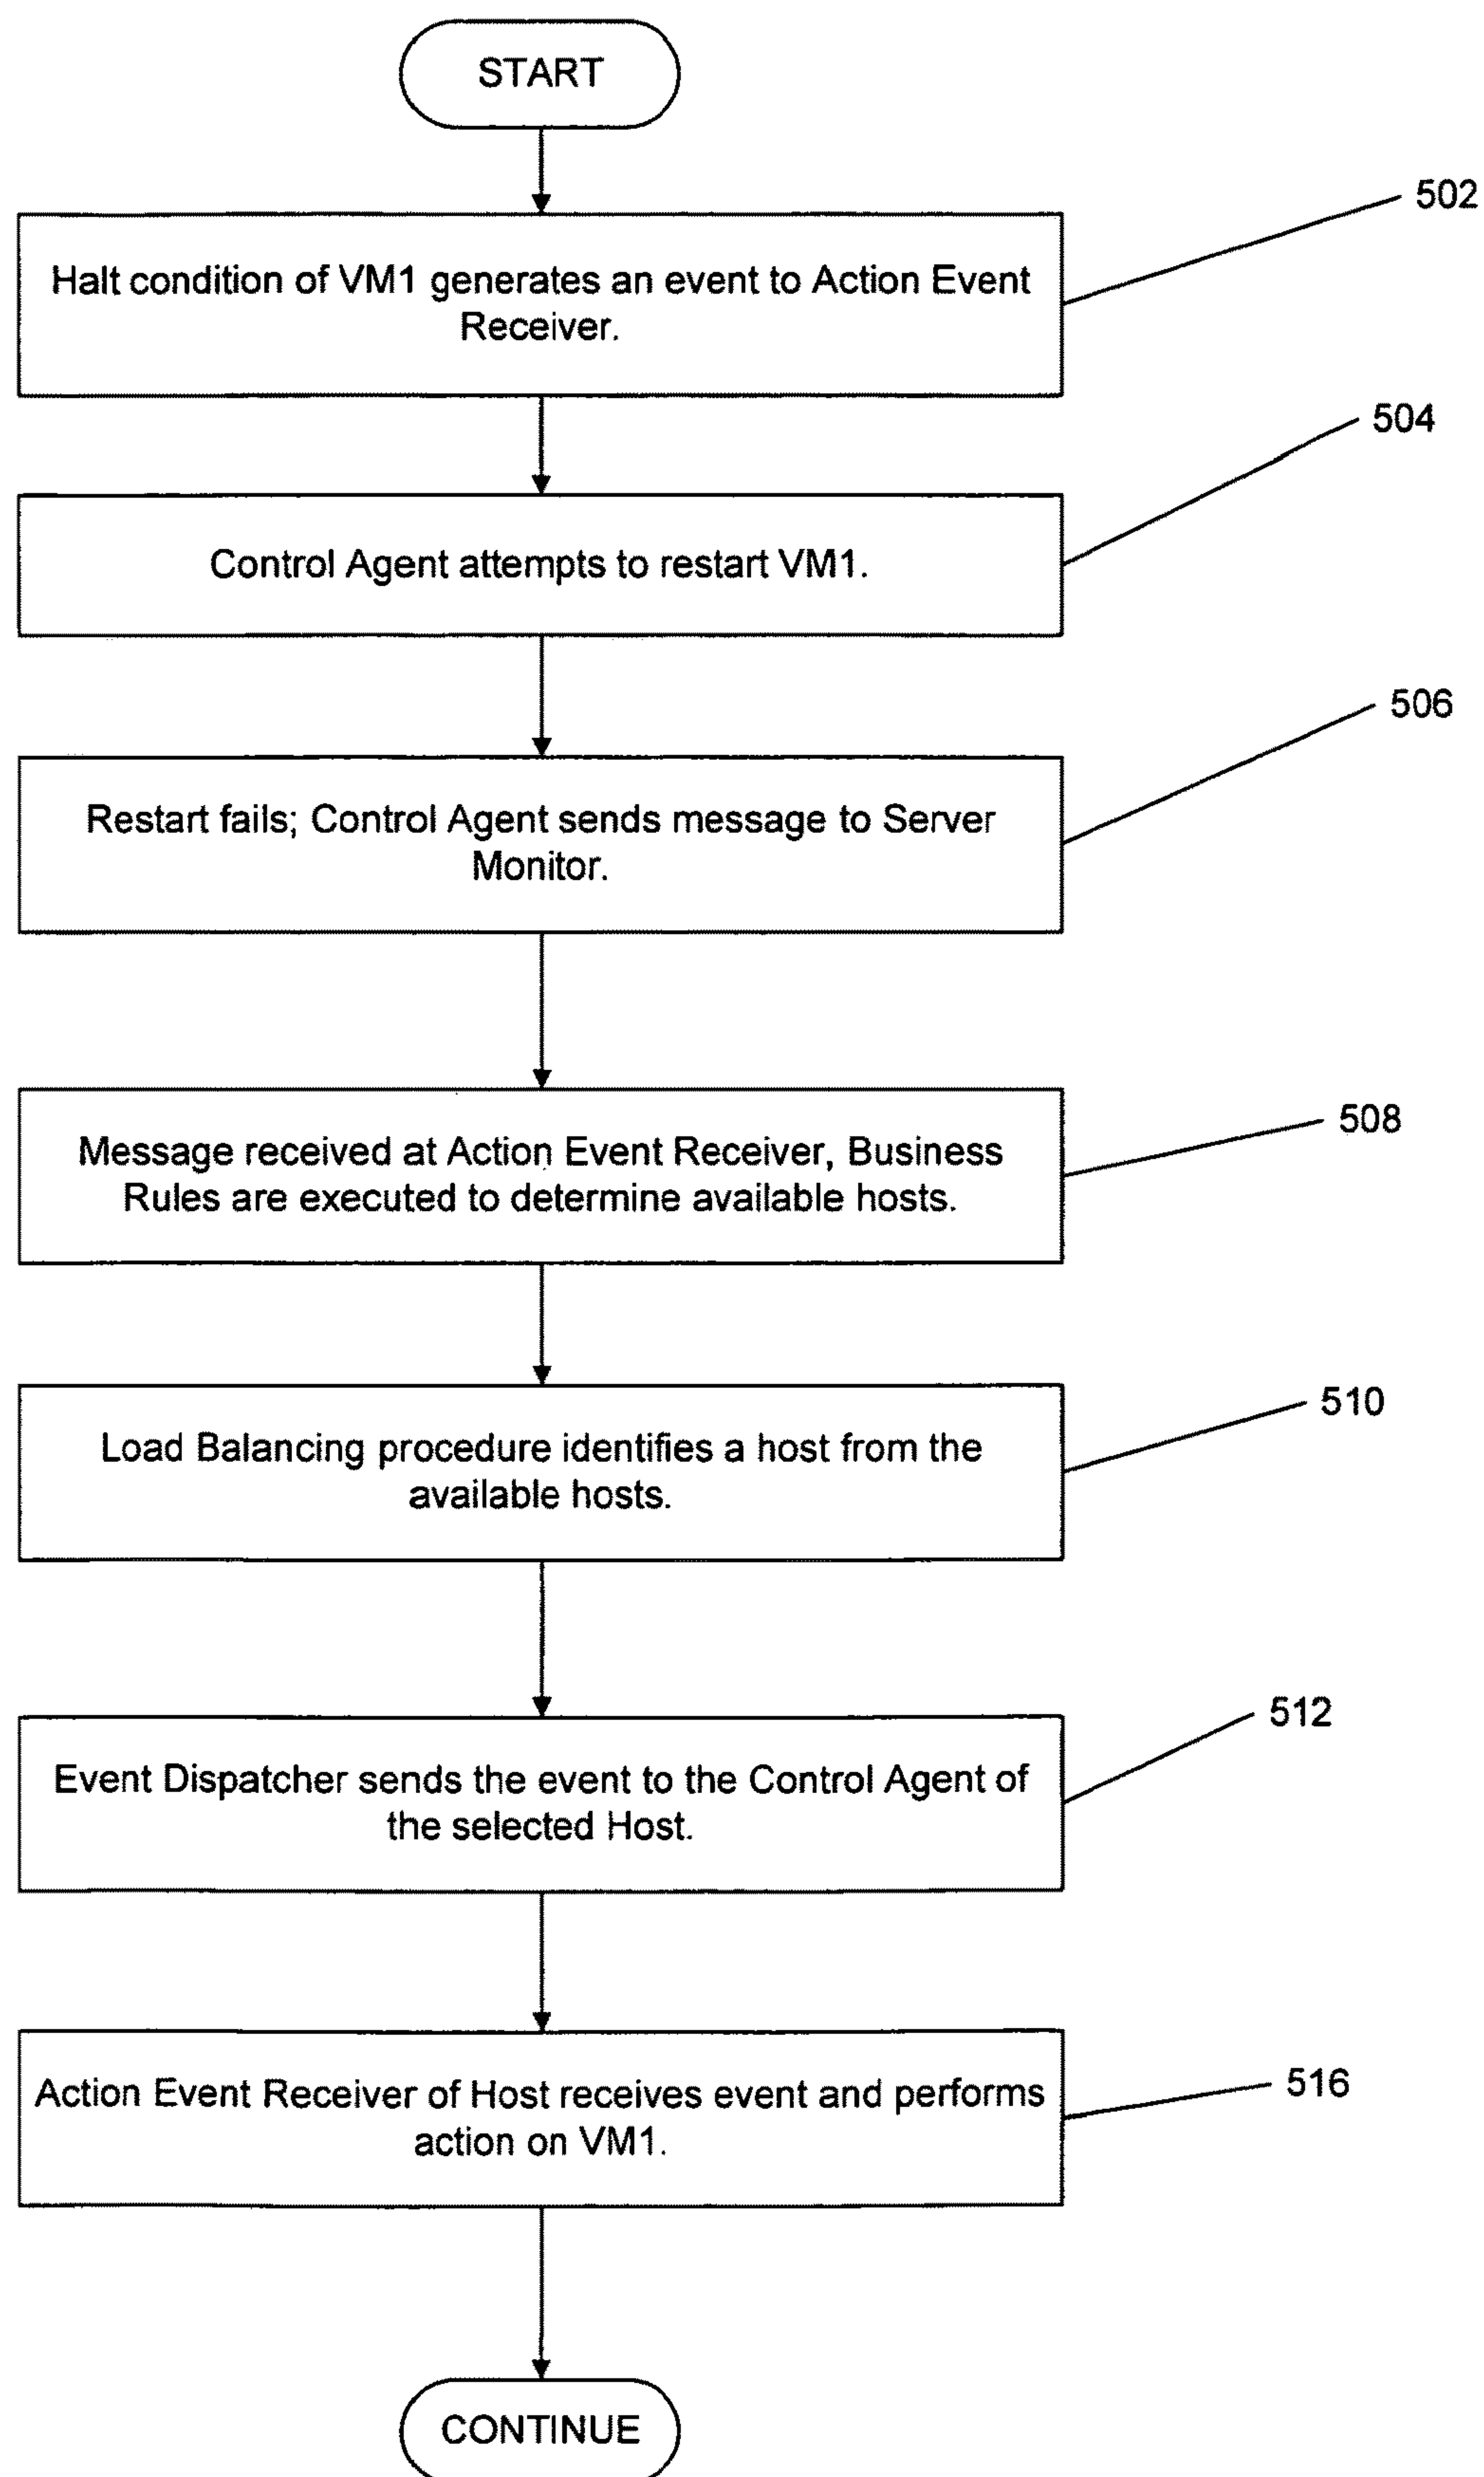 START
502
Halt condition of VM1 generates an event to Action Event
Receiver.
504
Control Agent attempts to restart VM1.
506
Restart fails; Control Agent sends message to Server
Monitor.
508
Message received at Action Event Receiver, Business
Rules are executed to determine available hosts.
510
Load Balancing procedure identifies a host from the
available hosts.
512
Event Dispatcher sends the event to the Control Agent of
the selected Host.
516
Action Event Receiver of Host receives event and performs
action on VM1.
CONTINUE